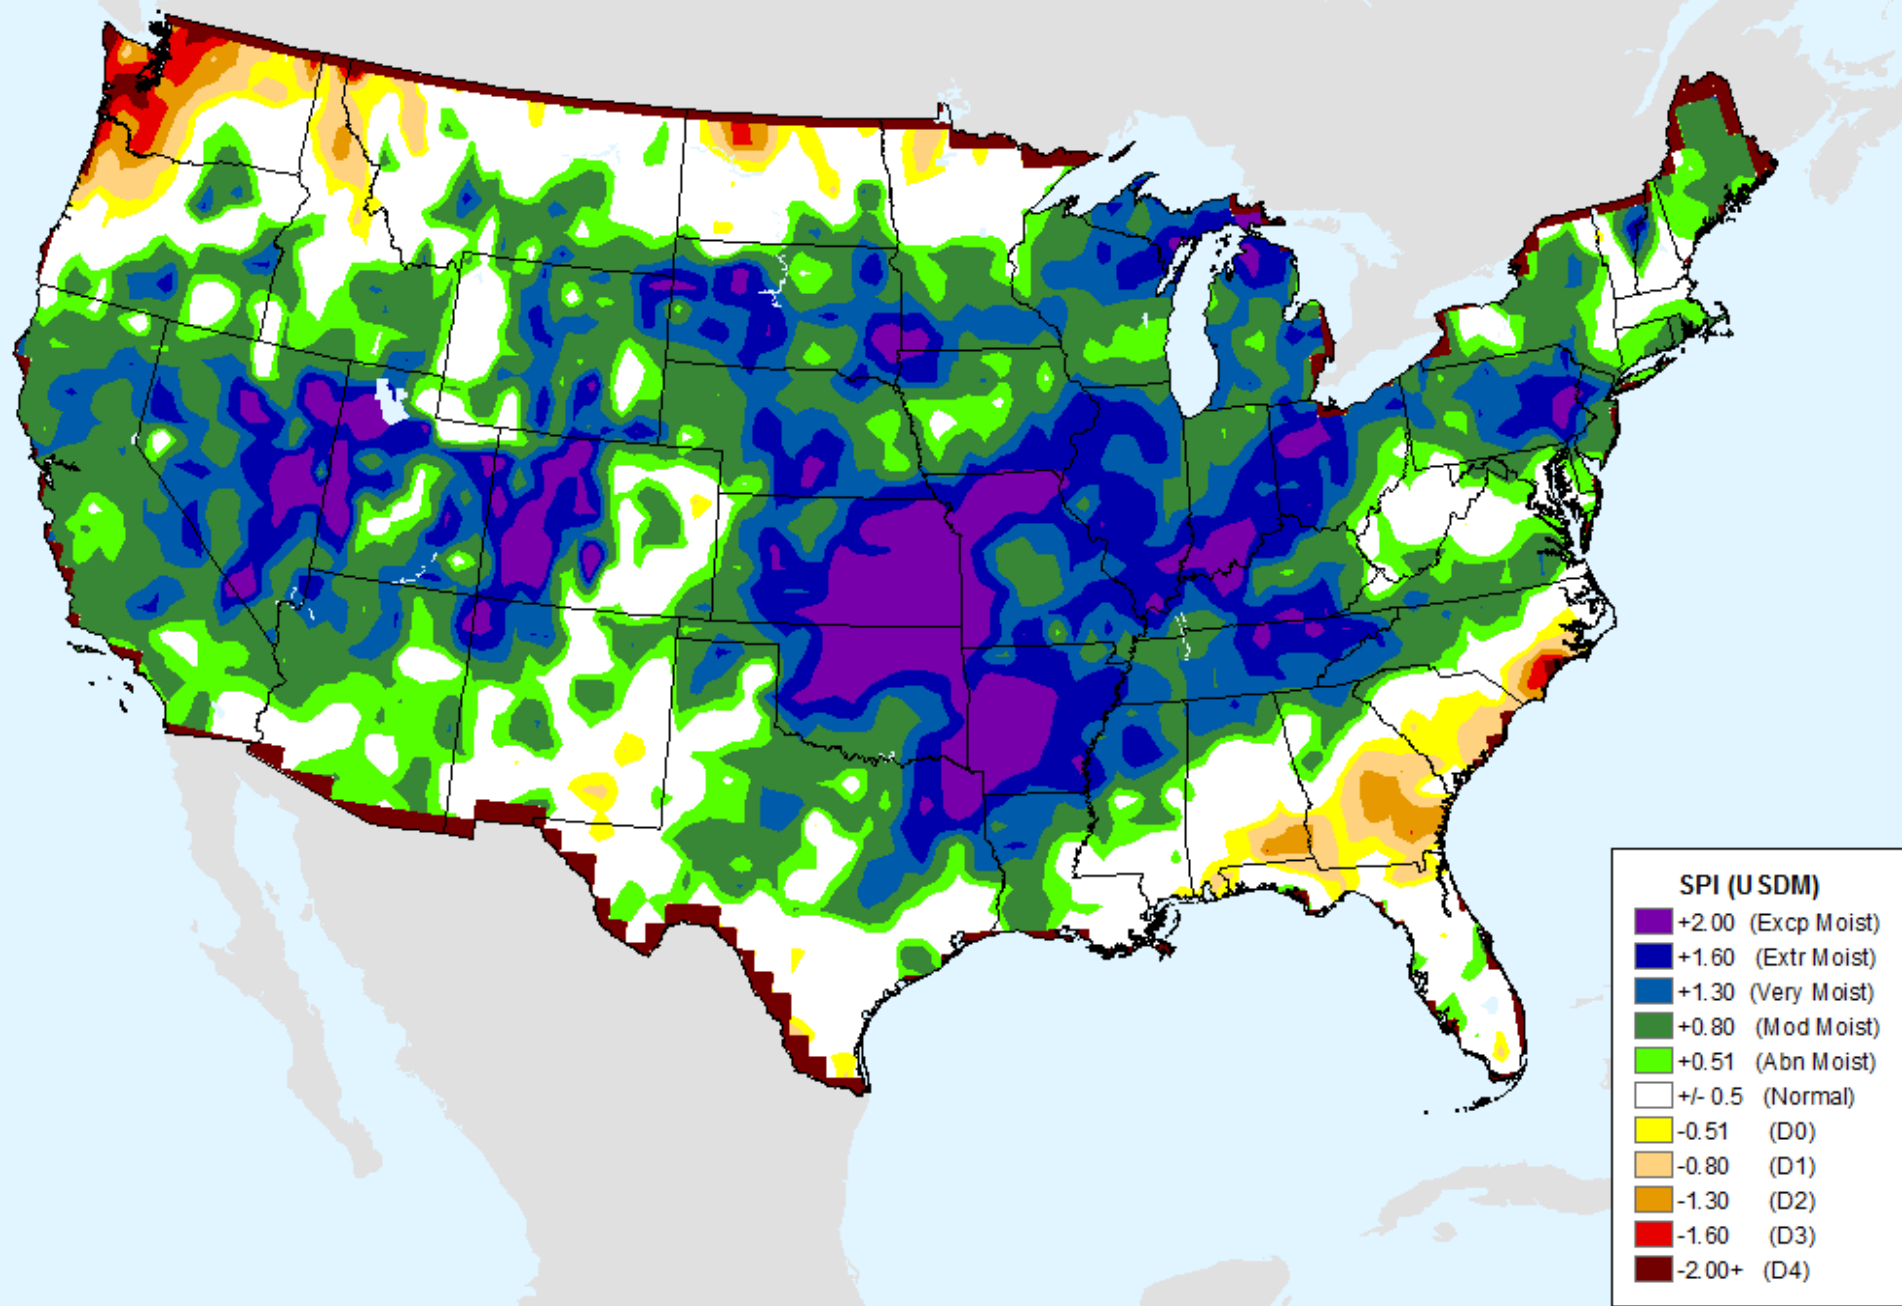 SPI (USDM)
+2.00 (Excp Moist)
+1.60 (Extr Moist)
+1.30 (Very Moist)
+0.80 (Mod Moist)
+0.51 (Abn Moist)
+/- 0.5 (Normal)
-0.51 (D0)
-0.80 (D1)
-1.30 (D2)
-1.60 (D3)
-2.00+ (D4)